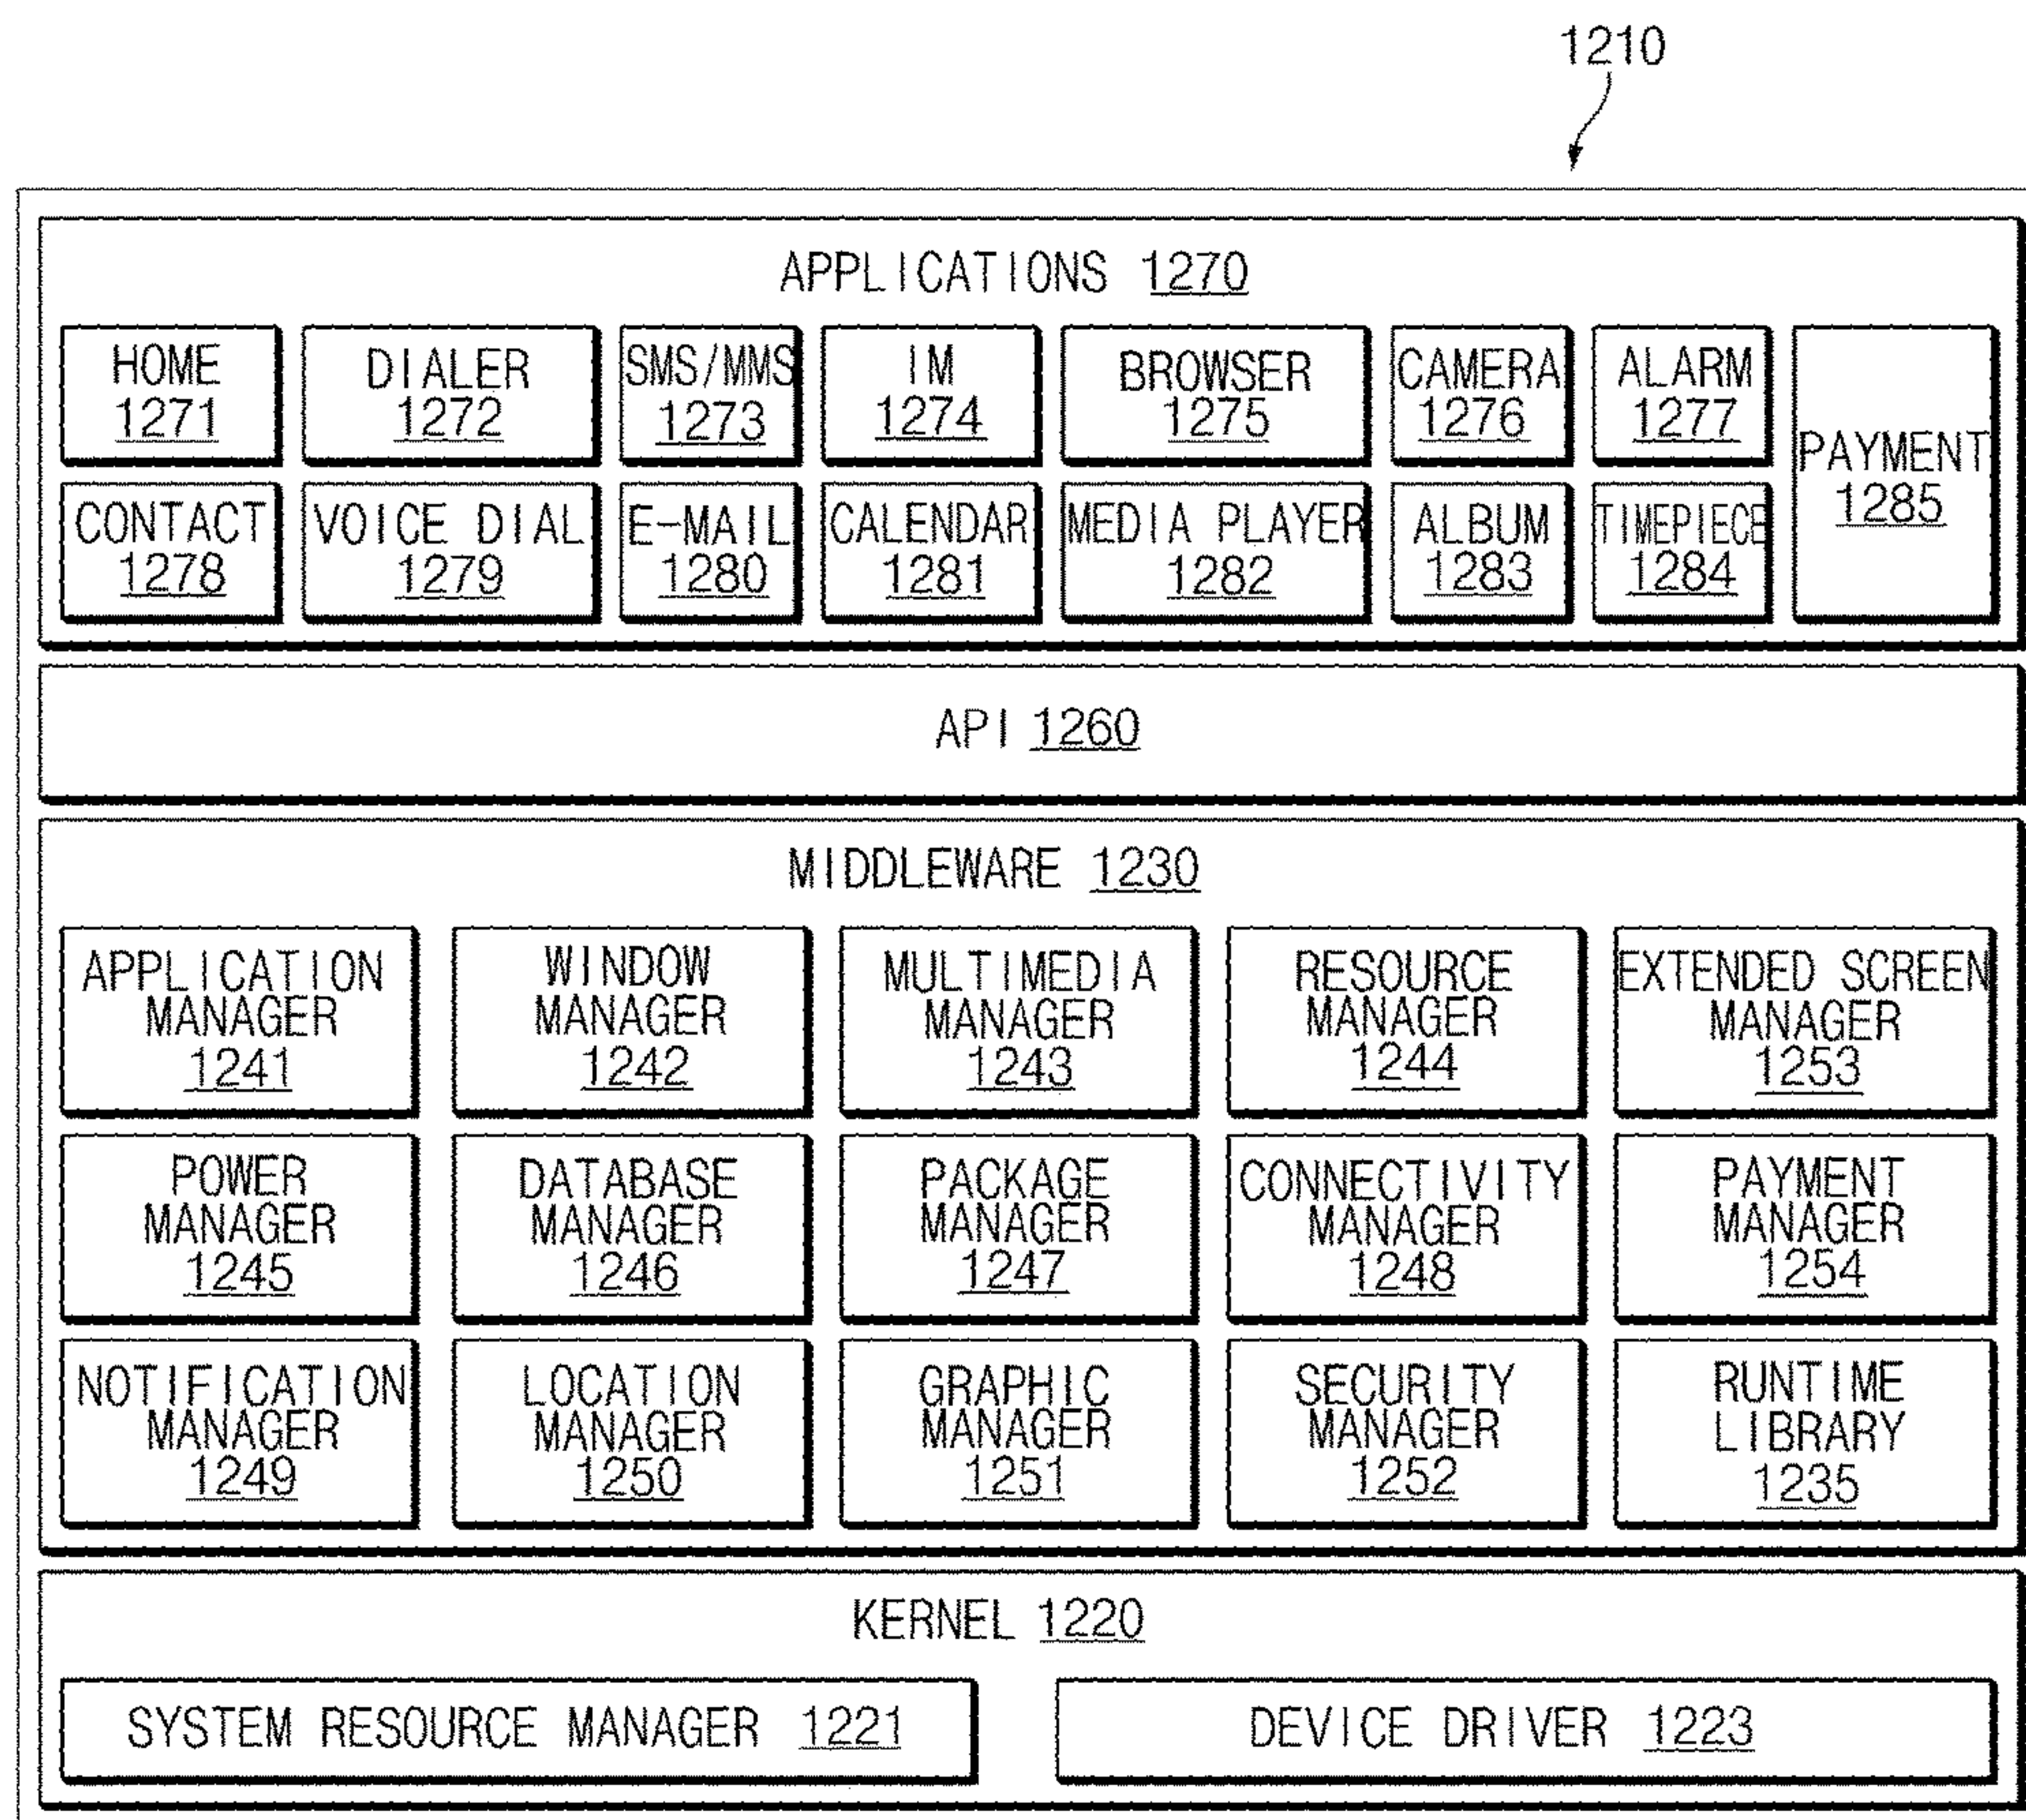 1210
APPLICATIONS 1270
HOME
1271
DIALER
1272
SMS/MMS
1273
IM
1274
BROWSER
1275
CAMERA
1276
ALARM
1277
PAYMENT
1285
CONTACT
1278
VOICE DIAL
1279
E-MAIL
1280
CALENDAR
1281
MEDIA PLAYER
1282
ALBUM
1283
TIMEPIECE
1284
API 1260
MIDDLEWARE 1230
APPLICATION
MANAGER
1241
WINDOW
MANAGER
1242
MULTIMEDIA
MANAGER
1243
RESOURCE
MANAGER
1244
EXTENDED SCREEN
MANAGER
1253
POWER
MANAGER
1245
DATABASE
MANAGER
1246
PACKAGE
MANAGER
1247
CONNECTIVITY
MANAGER
1248
PAYMENT
MANAGER
1254
NOTIFICATION
MANAGER
1249
LOCATION
MANAGER
1250
GRAPHIC
MANAGER
1251
SECURITY
MANAGER
1252
RUNTIME
LIBRARY
1235
KERNEL 1220
SYSTEM RESOURCE MANAGER 1221
DEVICE DRIVER 1223